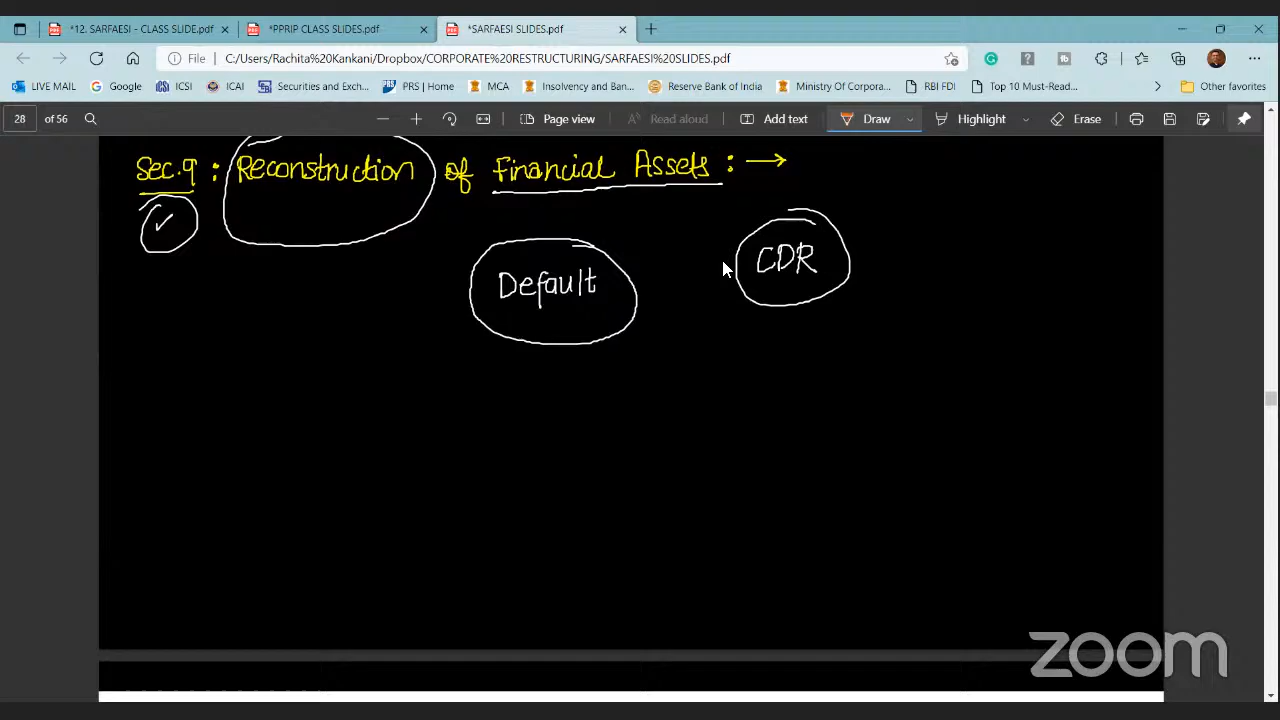 *12. SARFAESI - CLASS SLIDE.pdf *PPRIP CLASS SLIDES.pdf *SARFAESI SLIDES.pdf
File C:/Users/Rachita%20Kankani/Dropbox/CORPORATE%20RESTRUCTURING/SARFAESI%20SLIDES.pdf
LIVE MAIL Google ICSI ICAI Securities and Exch... PRS | Home MCA Insolvency and Ban... Reserve Bank of India Ministry Of Corpora... RBI FDI Top 10 Must-Read... Other favorites
28 of 56 Page view Read aloud Add text Draw Highlight Erase
Sec.9 : Reconstruction of Financial Assets :
CDR
Default
zoom